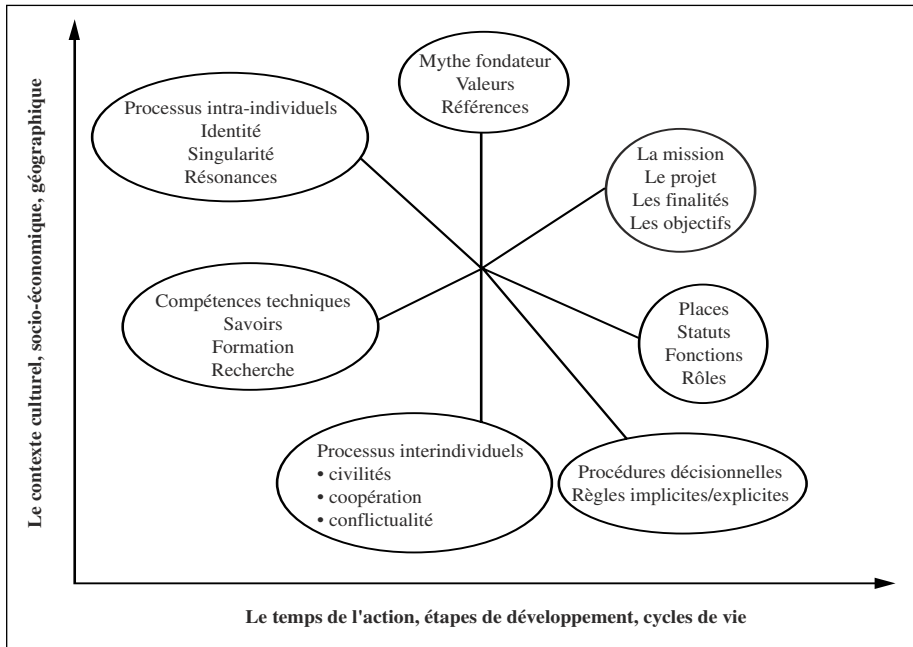 Le contexte culturel, socio-économique, géographique
Mythe fondateur
Valeurs
Références
Processus intra-individuels
Identité
Singularité
Résonances
La mission
Le projet
Les finalités
Les objectifs
Compétences techniques
Savoirs
Formation
Recherche
Places
Statuts
Fonctions
Rôles
Processus interindividuels
• civilités
• coopération
• conflictualité
Procédures décisionnelles
Règles implicites/explicites
Le temps de l'action, étapes de développement, cycles de vie